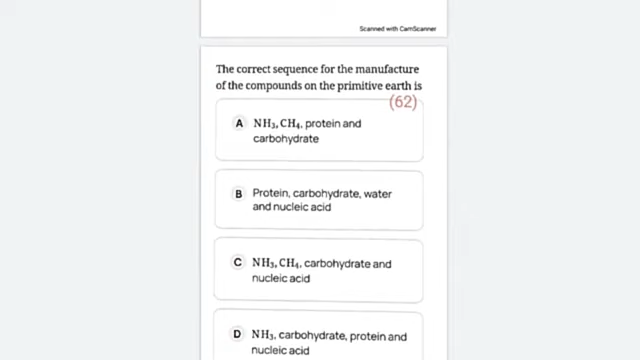 Scanned with CamScanner
The correct sequence for the manufacture
of the compounds on the primitive earth is
(62)
A NH₃, CH₄, protein and
carbohydrate
B Protein, carbohydrate, water
and nucleic acid
C NH₃, CH₄, carbohydrate and
nucleic acid
D NH₃, carbohydrate, protein and
nucleic acid